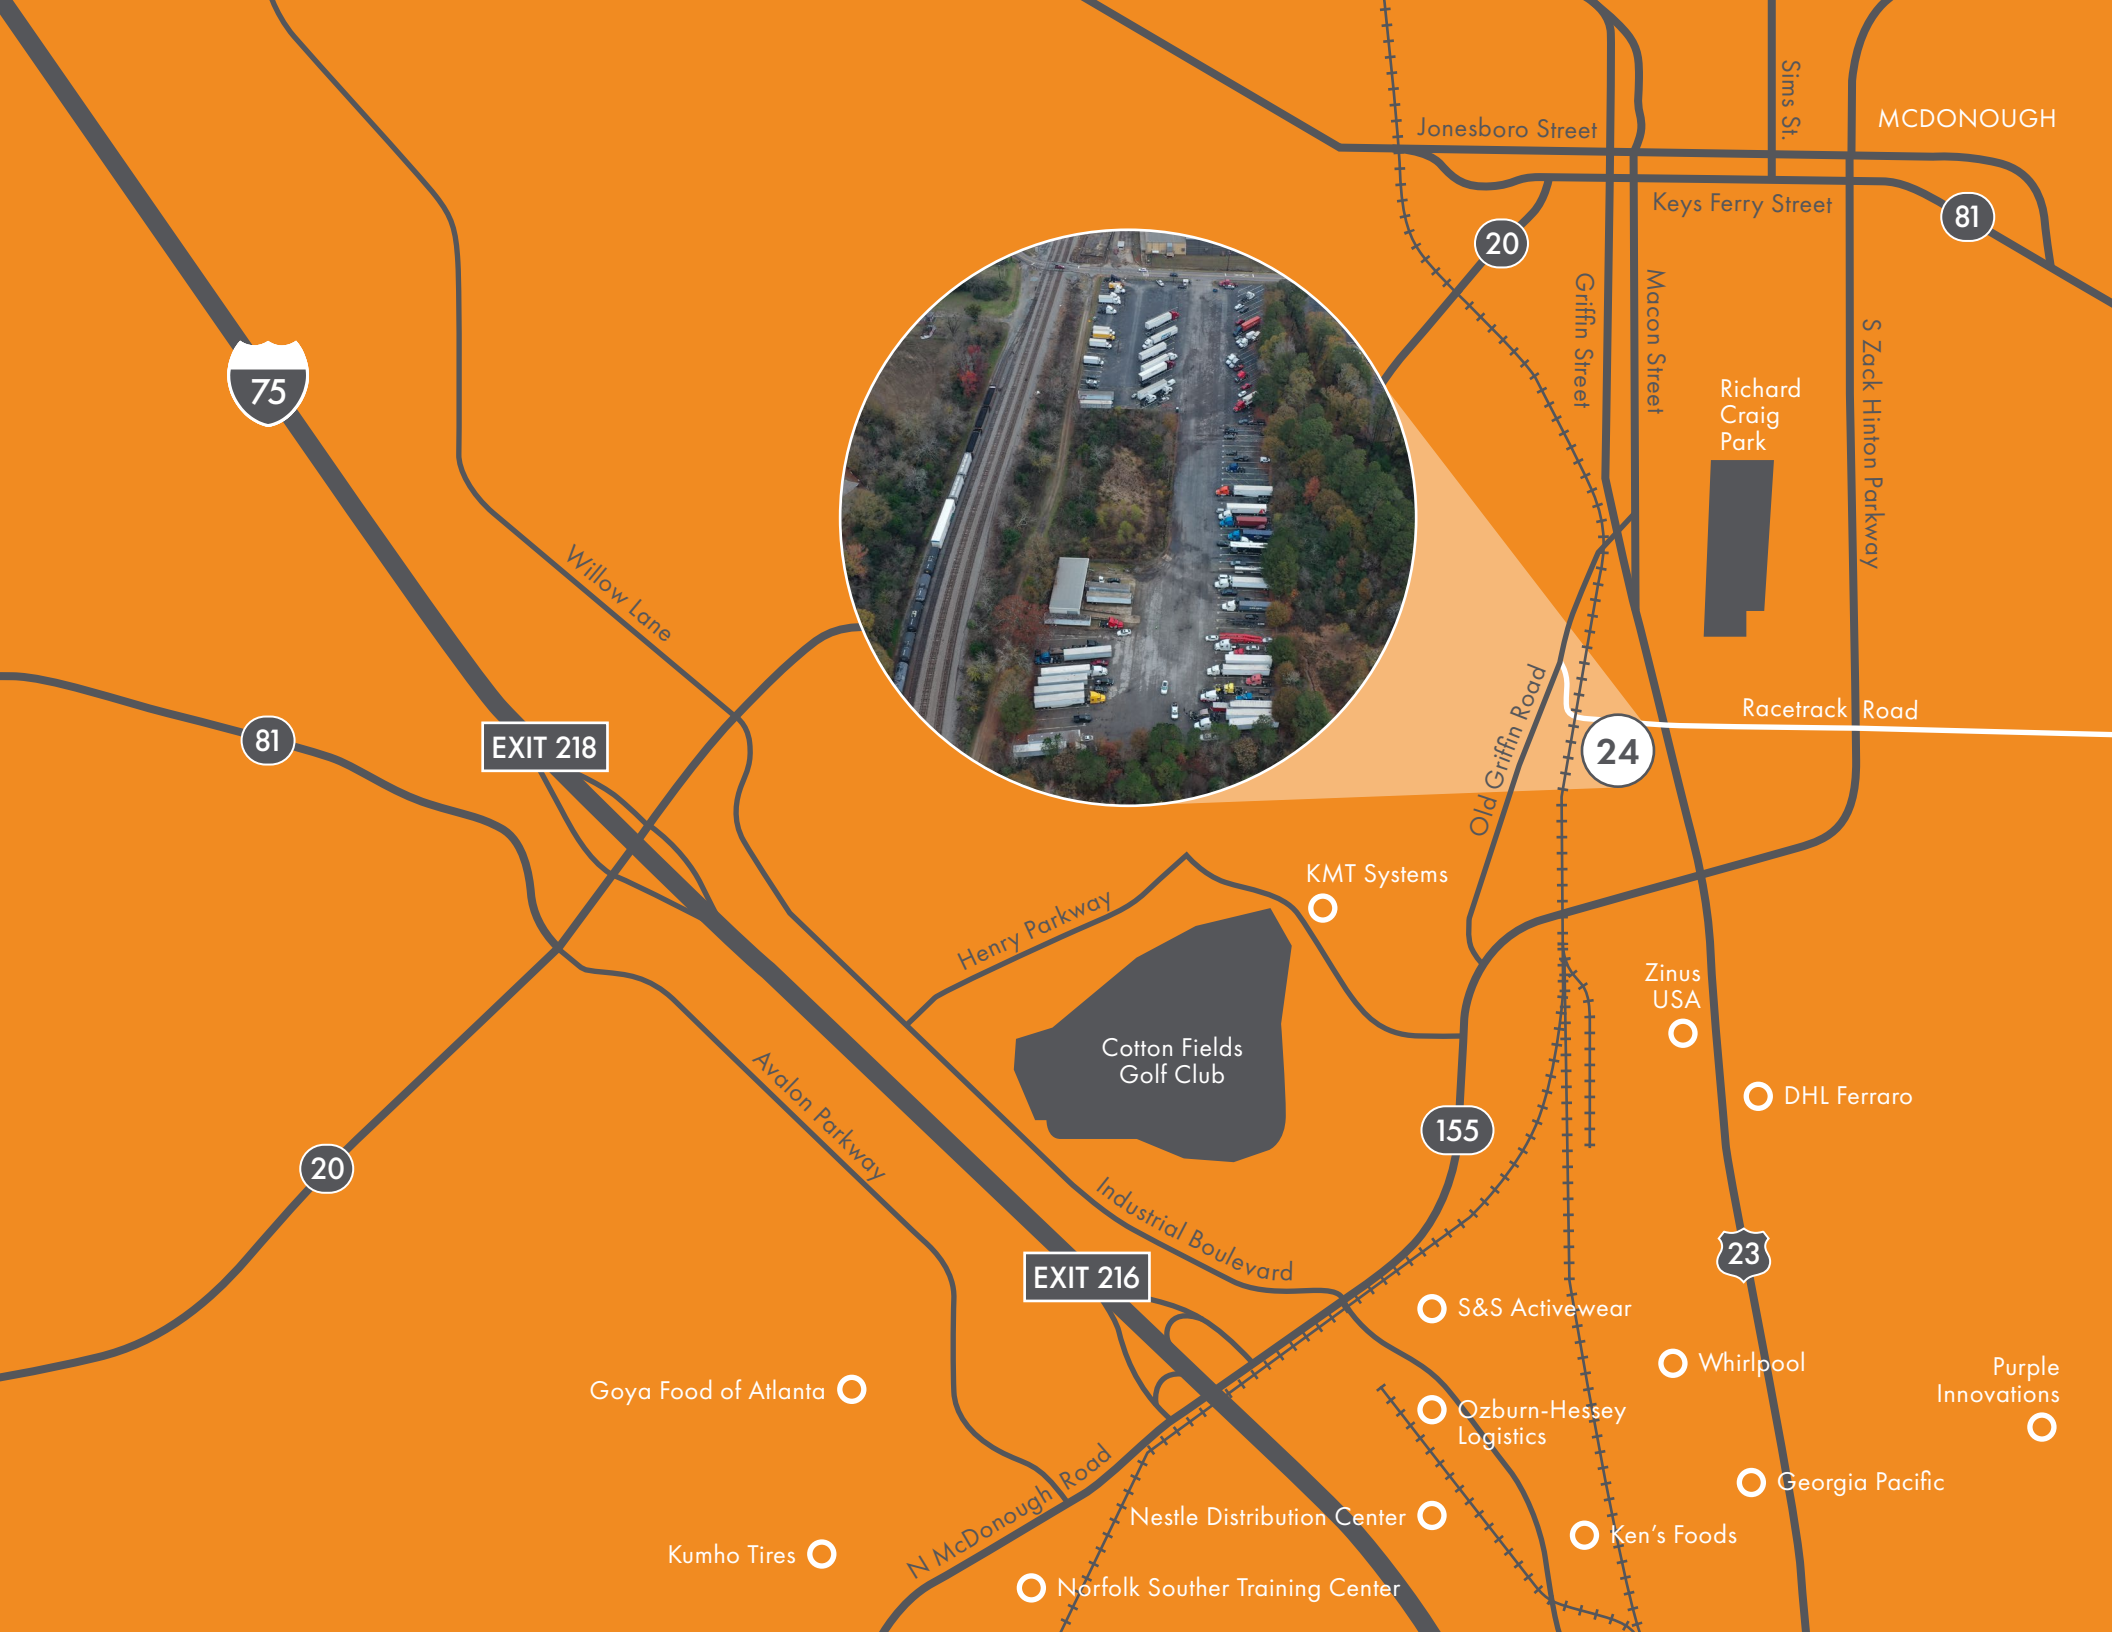 Jonesboro Street
Sims St.
MCDONOUGH
Keys Ferry Street
81
20
Griffin Street
Macon Street
S Zack Hinton Parkway
75
Richard
Craig
Park
Willow Lane
Old Griffin Road
Racetrack Road
81
EXIT 218
24
KMT Systems
Henry Parkway
Zinus
USA
Cotton Fields
Golf Club
Avalon Parkway
DHL Ferraro
155
20
Industrial Boulevard
23
EXIT 216
S&S Activewear
Whirlpool
Purple
Innovations
Goya Food of Atlanta
Ozburn-Hessey
Logistics
N McDonough Road
Georgia Pacific
Nestle Distribution Center
Ken's Foods
Kumho Tires
Norfolk Souther Training Center